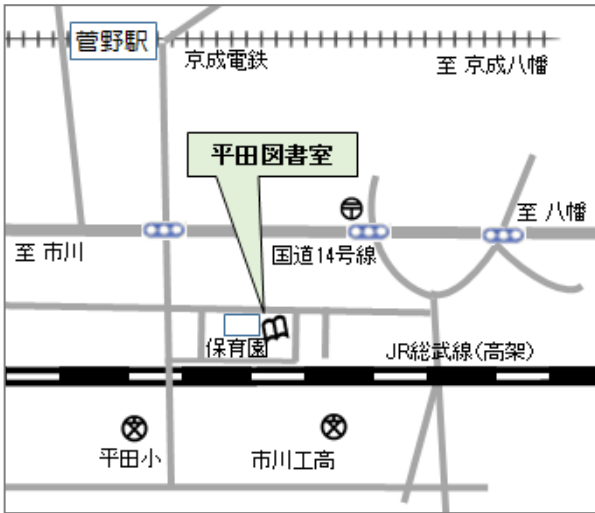 菅野駅
京成電鉄
至 京成八幡
平田図書室
至 八幡
至 市川
国道14号線
保育園
JR総武線(高架)
平田小
市川工高